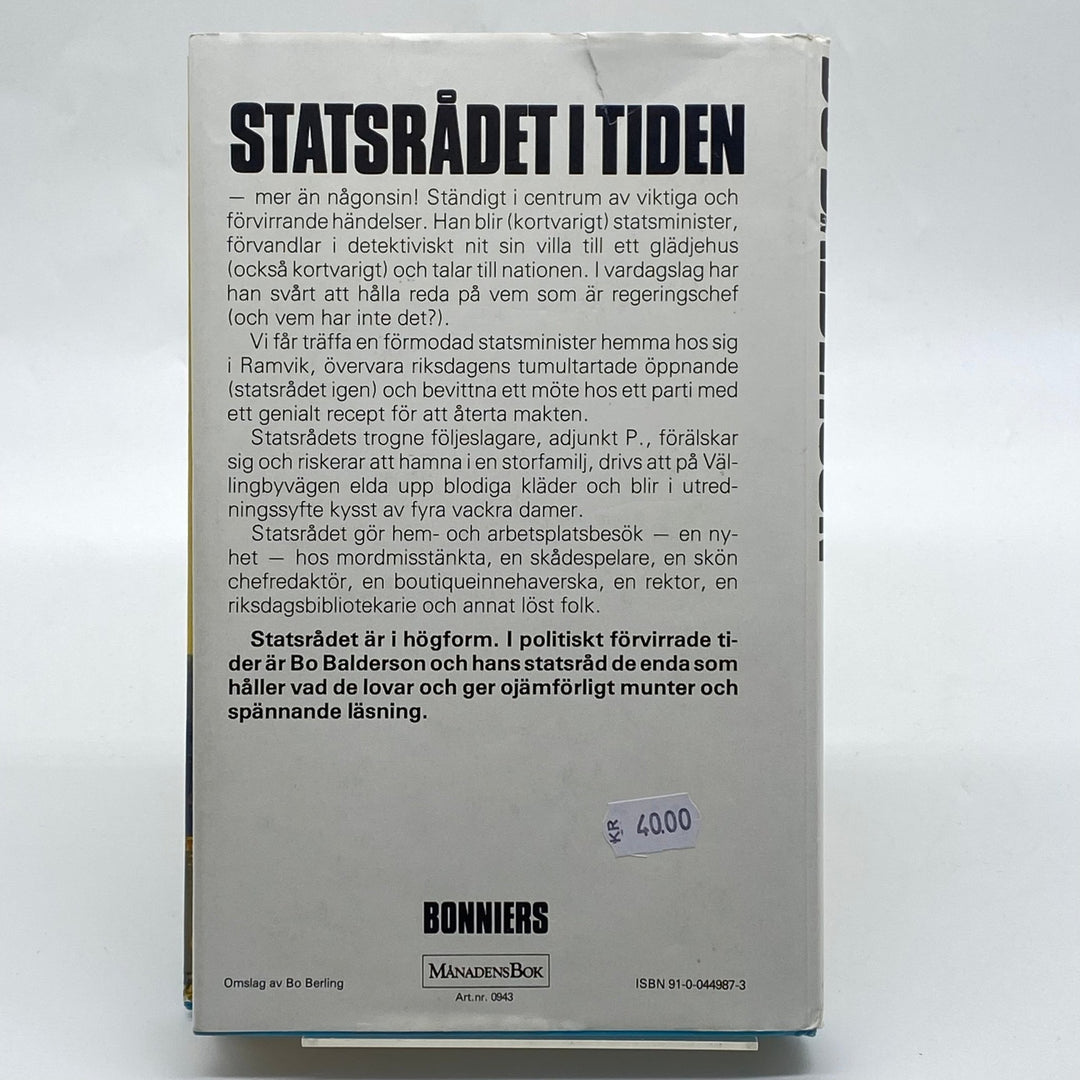 STATSRÅDET I TIDEN
— mer än någonsin! Ständigt i centrum av viktiga och
förvirrande händelser. Han blir (kortvarigt) statsminister,
förvandlar i detektiviskt nit sin villa till ett glädjehus
(också kortvarigt) och talar till nationen. I vardagslag har
han svårt att hålla reda på vem som är regeringschef
(och vem har inte det?).
Vi får träffa en förmodad statsminister hemma hos sig
i Ramvik, övervara riksdagens tumultartade öppnande
(statsrådet igen) och bevittna ett möte hos ett parti med
ett genialt recept för att återta makten.
Statsrådets trogne följeslagare, adjunkt P., förälskar
sig och riskerar att hamna i en storfamilj, drivs att på Väl-
lingbyvägen elda upp blodiga kläder och blir i utred-
ningssyfte kysst av fyra vackra damer.
Statsrådet gör hem- och arbetsplatsbesök — en ny-
het — hos mordmisstänkta, en skådespelare, en skön
chefredaktör, en boutiqueinnehaverska, en rektor, en
riksdagsbibliotekarie och annat löst folk.
Statsrådet är i högform. I politiskt förvirrade ti-
der är Bo Balderson och hans statsråd de enda som
håller vad de lovar och ger ojämförligt munter och
spännande läsning.
KR 40.00
BONNIERS
MÅNADENSBOK
Art.nr. 0943
Omslag av Bo Berling
ISBN 91-0-044987-3